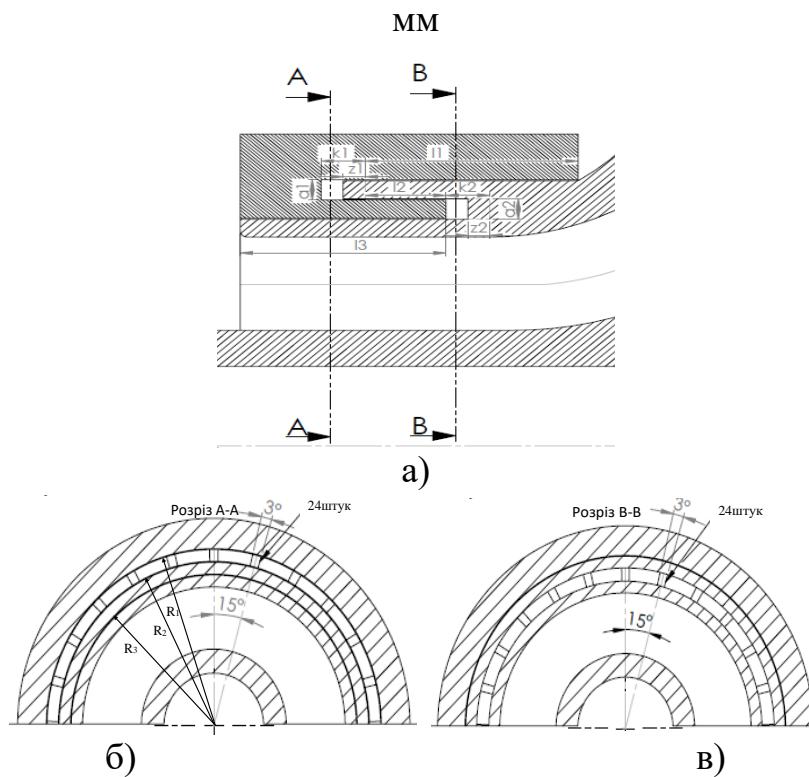 мм
A B
k1 l1
z1
a1 l2 k2
a2
z2
l3
A B
а)
Розріз A-A 3° 24штук
R1
R2
R3
15°
б)
Розріз B-B 3° 24штук
15°
в)